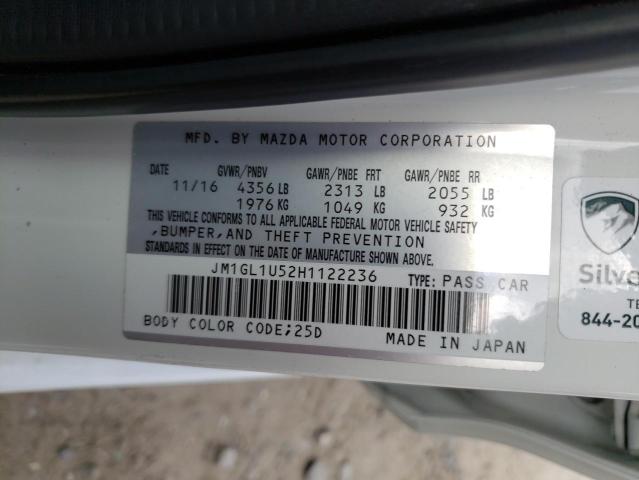 MFD. BY MAZDA MOTOR CORPORATION
DATE GVWR/PNBV GAWR/PNBE FRT GAWR/PNBE RR
11/16 4356 LB 2313 LB 2055 LB
1976 KG 1049 KG 932 KG
THIS VEHICLE CONFORMS TO ALL APPLICABLE FEDERAL MOTOR VEHICLE SAFETY
,BUMPER,AND THEFT PREVENTION
STANDARDS IN EFFECT ON THE DATE OF MANUFACTURE SHOWN ABOVE.
JM1GL1U52H1122236 TYPE: PASS CAR
BODY COLOR CODE;25D MADE IN JAPAN
Silve
TE
844-20